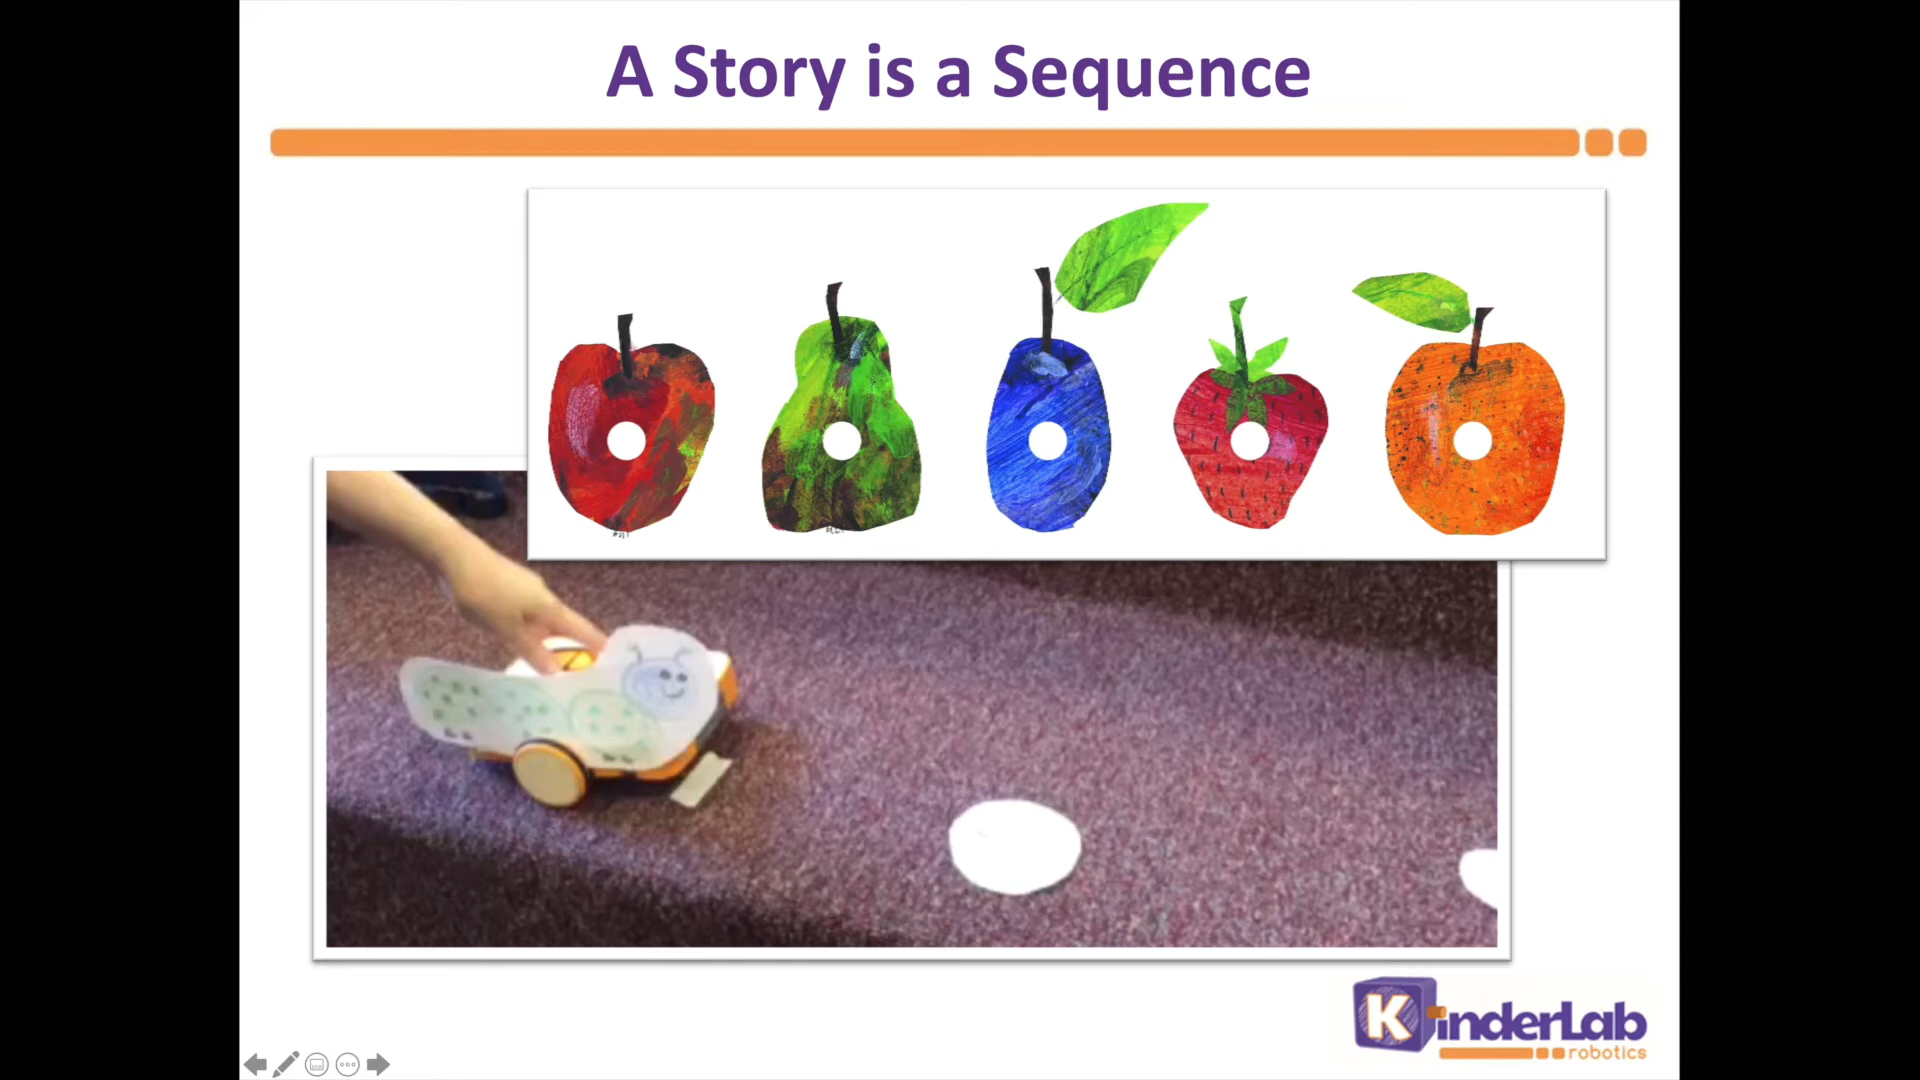 A Story is a Sequence
KinderLab
robotics